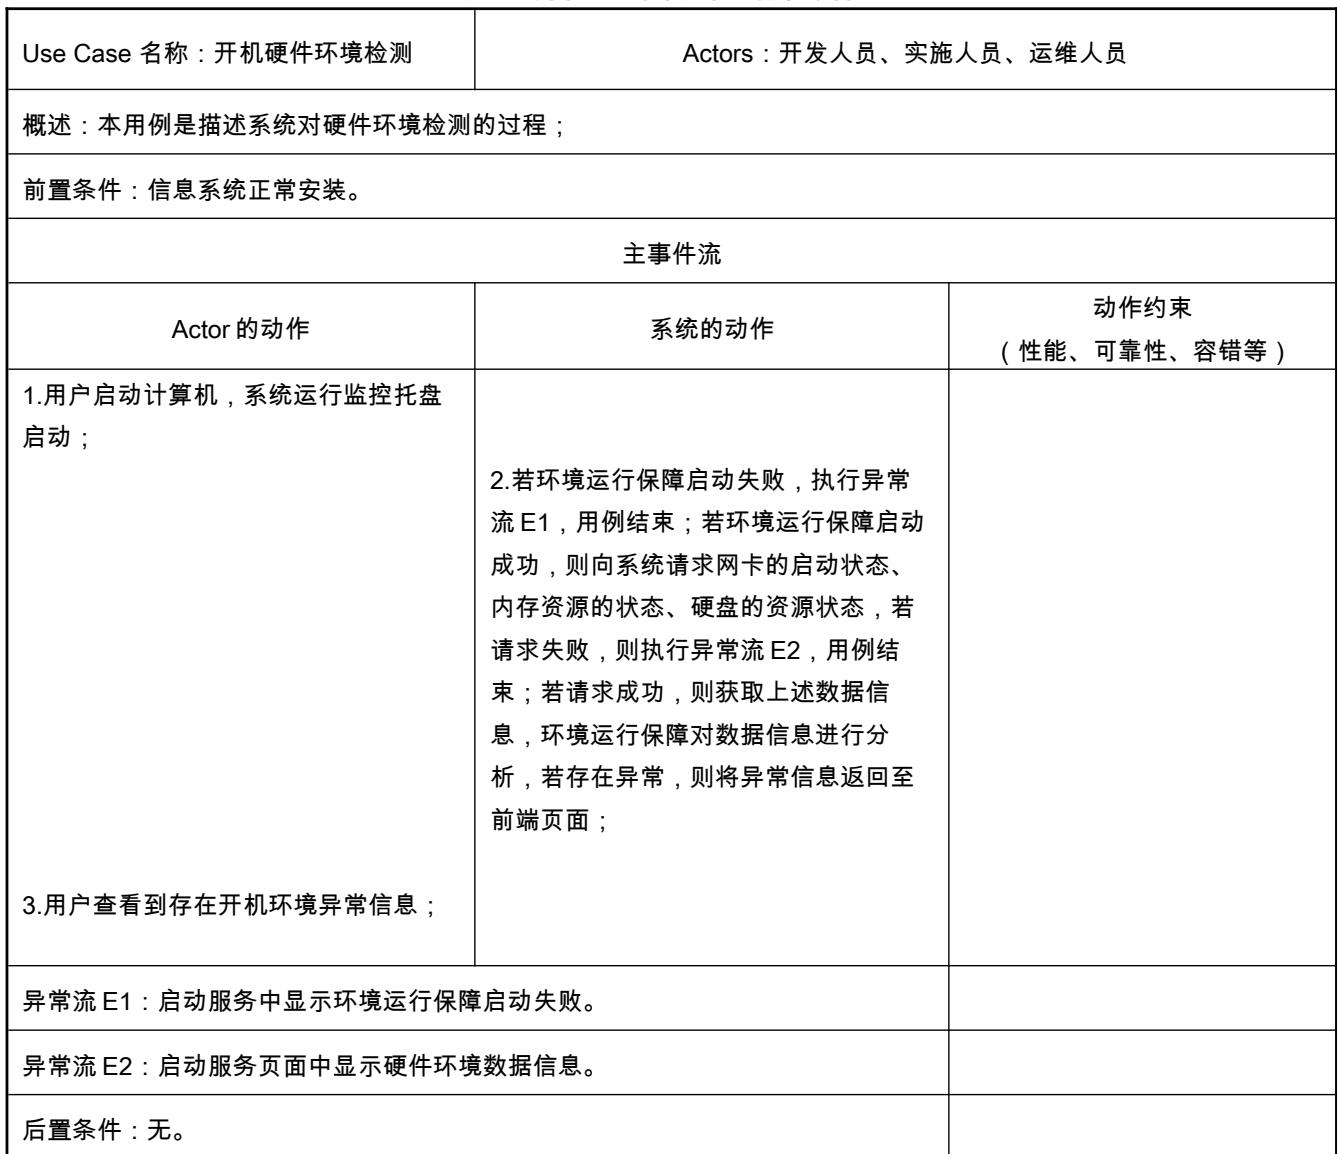 Use Case 名称：开机硬件环境检测
Actors：开发人员、实施人员、运维人员
概述：本用例是描述系统对硬件环境检测的过程；
前置条件：信息系统正常安装。
主事件流
Actor 的动作
系统的动作
动作约束
（性能、可靠性、容错等）
1.用户启动计算机，系统运行监控托盘
启动；
2.若环境运行保障启动失败，执行异常
流 E1，用例结束；若环境运行保障启动
成功，则向系统请求网卡的启动状态、
内存资源的状态、硬盘的资源状态，若
请求失败，则执行异常流 E2，用例结
束；若请求成功，则获取上述数据信
息，环境运行保障对数据信息进行分
析，若存在异常，则将异常信息返回至
前端页面；
3.用户查看到存在开机环境异常信息；
异常流 E1：启动服务中显示环境运行保障启动失败。
异常流 E2：启动服务页面中显示硬件环境数据信息。
后置条件：无。